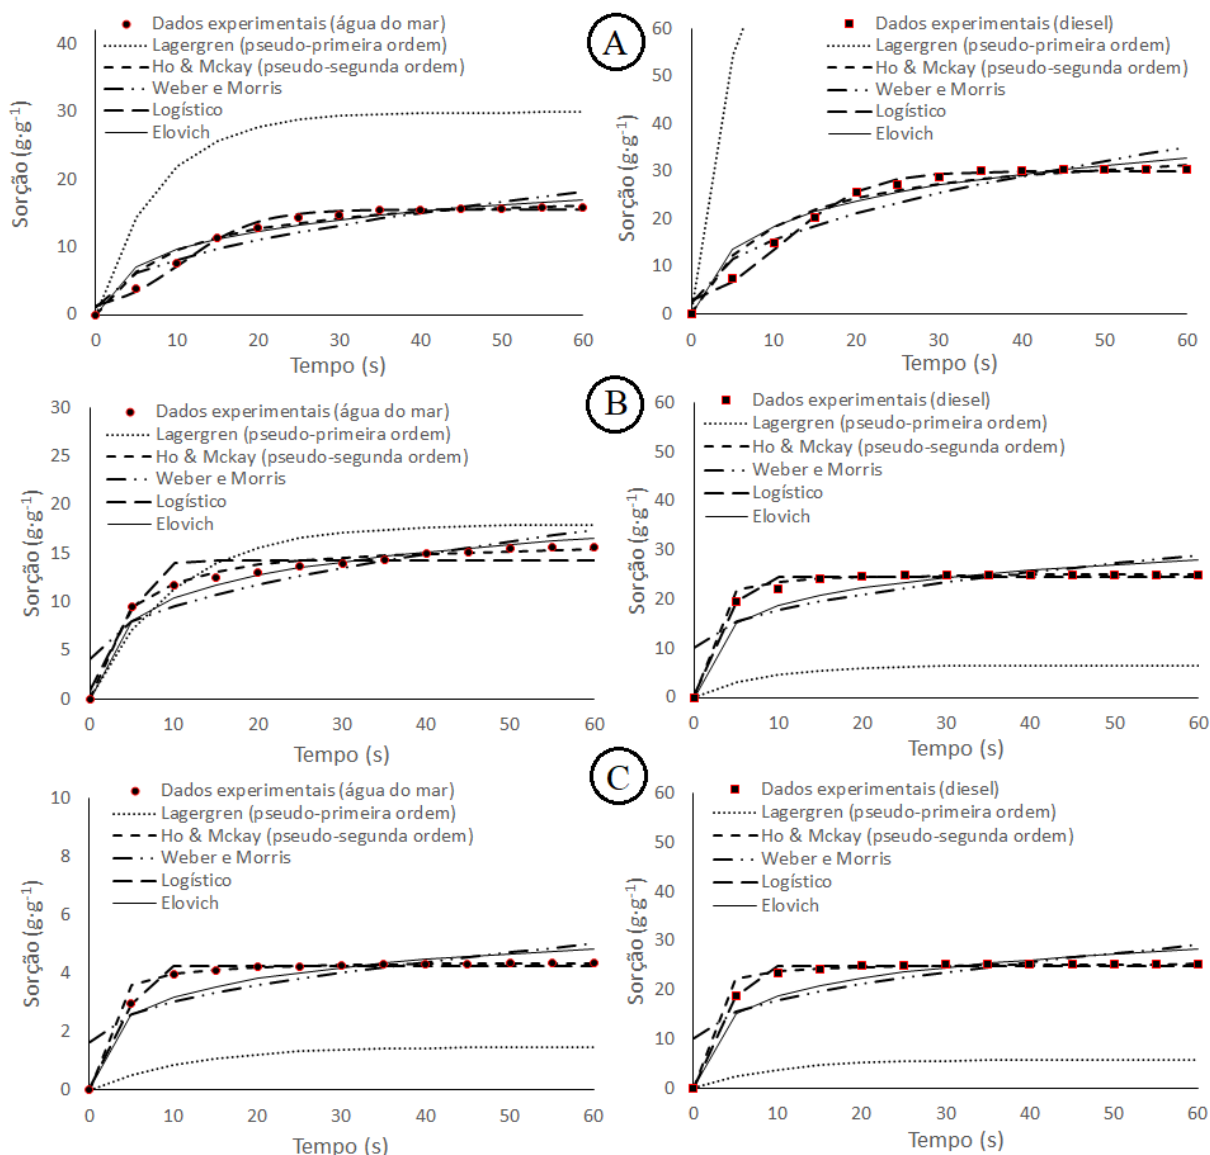 A
Dados experimentais (água do mar)
Lagergren (pseudo-primeira ordem)
Ho & Mckay (pseudo-segunda ordem)
Weber e Morris
Logístico
Elovich
Sorção (g·g⁻¹)
40
30
20
10
0
0 10 20 30 40 50 60
Tempo (s)
Dados experimentais (diesel)
Lagergren (pseudo-primeira ordem)
Ho & Mckay (pseudo-segunda ordem)
Weber e Morris
Logístico
Elovich
Sorção (g·g⁻¹)
60
50
40
30
20
10
0
0 10 20 30 40 50 60
Tempo (s)
B
Dados experimentais (água do mar)
Lagergren (pseudo-primeira ordem)
Ho & Mckay (pseudo-segunda ordem)
Weber e Morris
Logístico
Elovich
Sorção (g·g⁻¹)
30
25
20
15
10
5
0
0 10 20 30 40 50 60
Tempo (s)
Dados experimentais (diesel)
Lagergren (pseudo-primeira ordem)
Ho & Mckay (pseudo-segunda ordem)
Weber e Morris
Logístico
Elovich
Sorção (g·g⁻¹)
60
50
40
30
20
10
0
0 10 20 30 40 50 60
Tempo (s)
C
Dados experimentais (água do mar)
Lagergren (pseudo-primeira ordem)
Ho & Mckay (pseudo-segunda ordem)
Weber e Morris
Logístico
Elovich
Sorção (g·g⁻¹)
10
8
6
4
2
0
0 10 20 30 40 50 60
Tempo (s)
Dados experimentais (diesel)
Lagergren (pseudo-primeira ordem)
Ho & Mckay (pseudo-segunda ordem)
Weber e Morris
Logístico
Elovich
Sorção (g·g⁻¹)
60
50
40
30
20
10
0
0 10 20 30 40 50 60
Tempo (s)